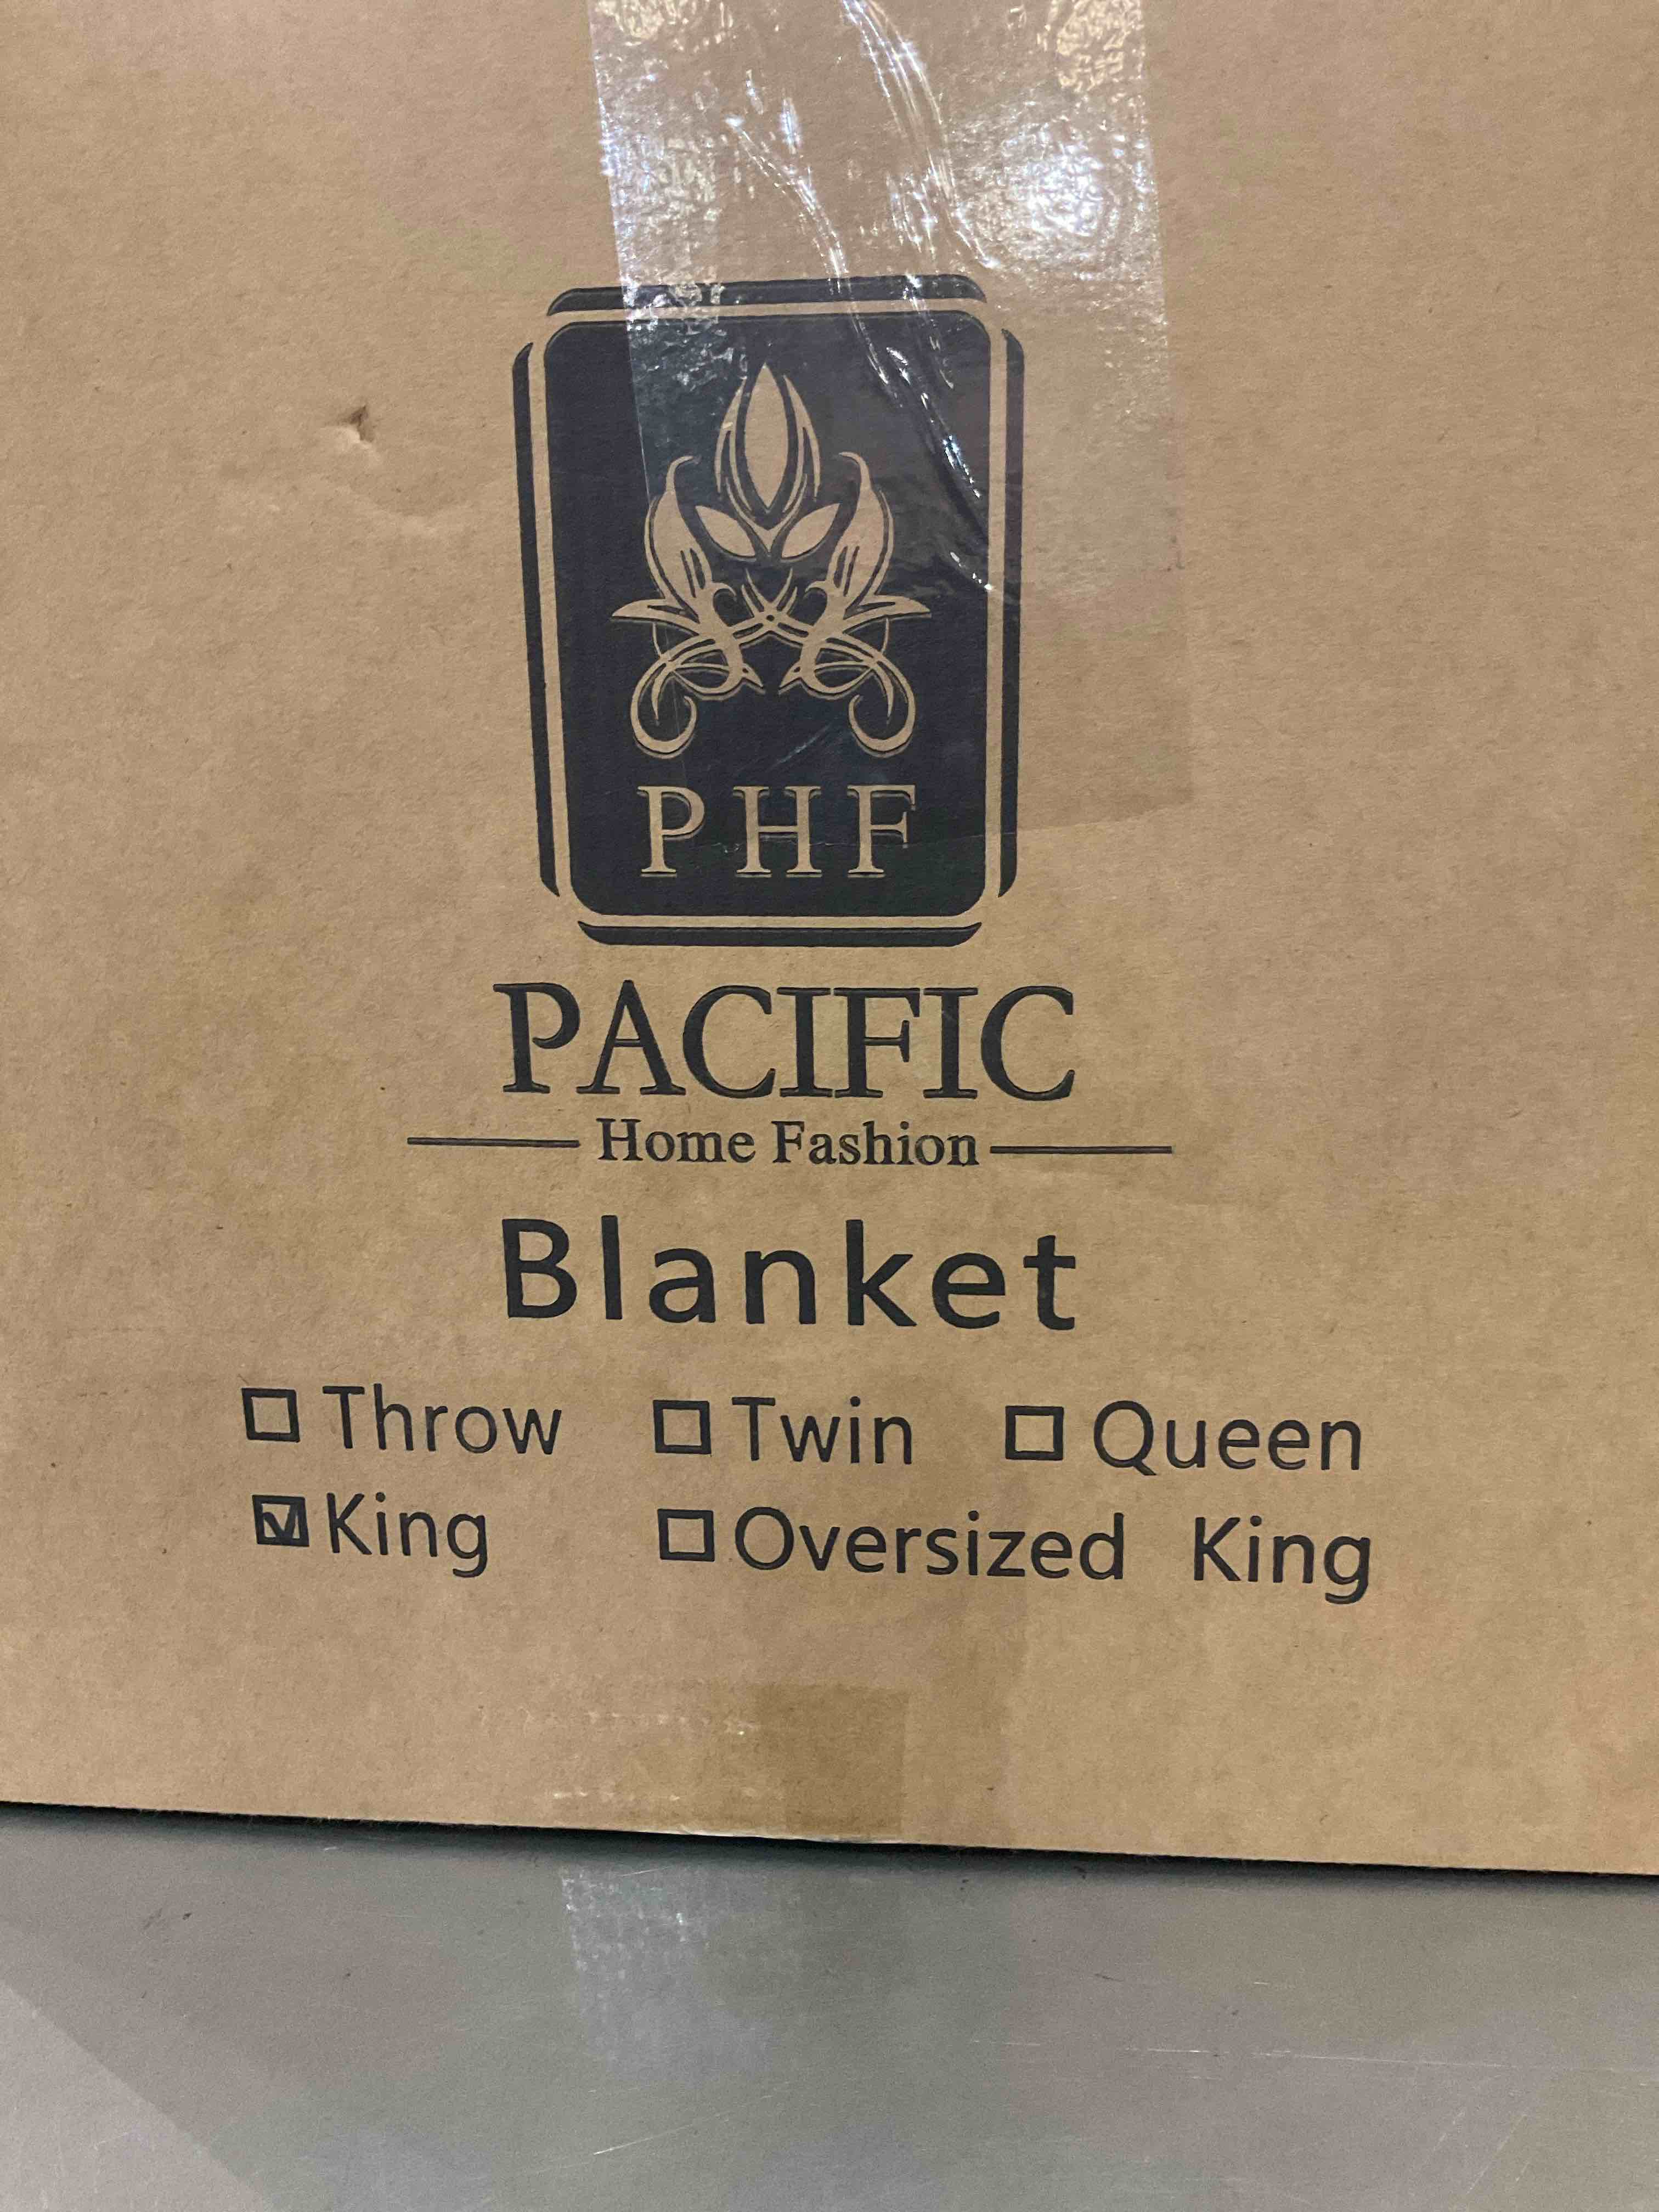 PHF
PACIFIC
Home Fashion
Blanket
☐ Throw ☐ Twin ☐ Queen
☑ King ☐ Oversized King